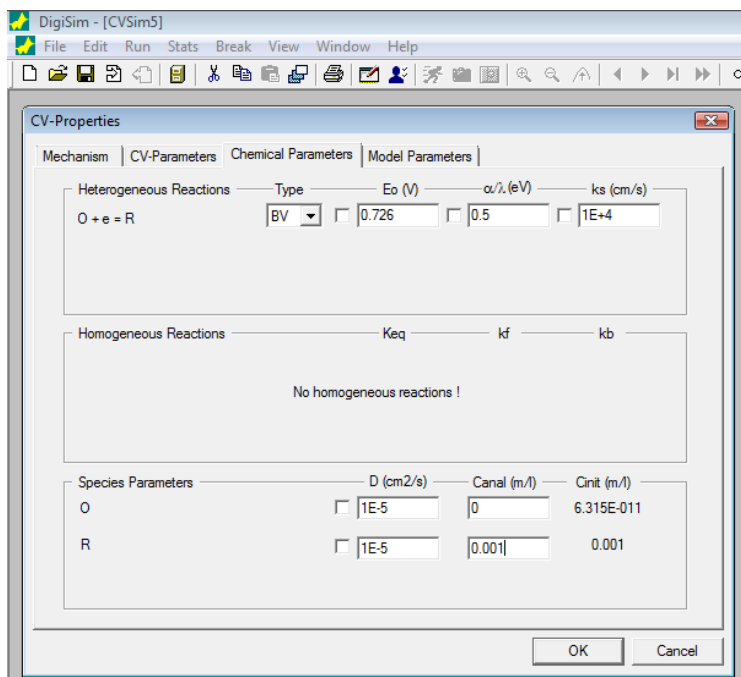 DigiSim - [CVSim5]
File Edit Run Stats Break View Window Help
CV-Properties
Mechanism CV-Parameters Chemical Parameters Model Parameters
Heterogeneous Reactions Type Eo (V) α/λ (eV) ks (cm/s)
O + e = R BV 0.726 0.5 1E+4
Homogeneous Reactions Keq kf kb
No homogeneous reactions !
Species Parameters D (cm2/s) Canal (m/l) Cinit (m/l)
O 1E-5 0 6.315E-011
R 1E-5 0.001 0.001
OK Cancel